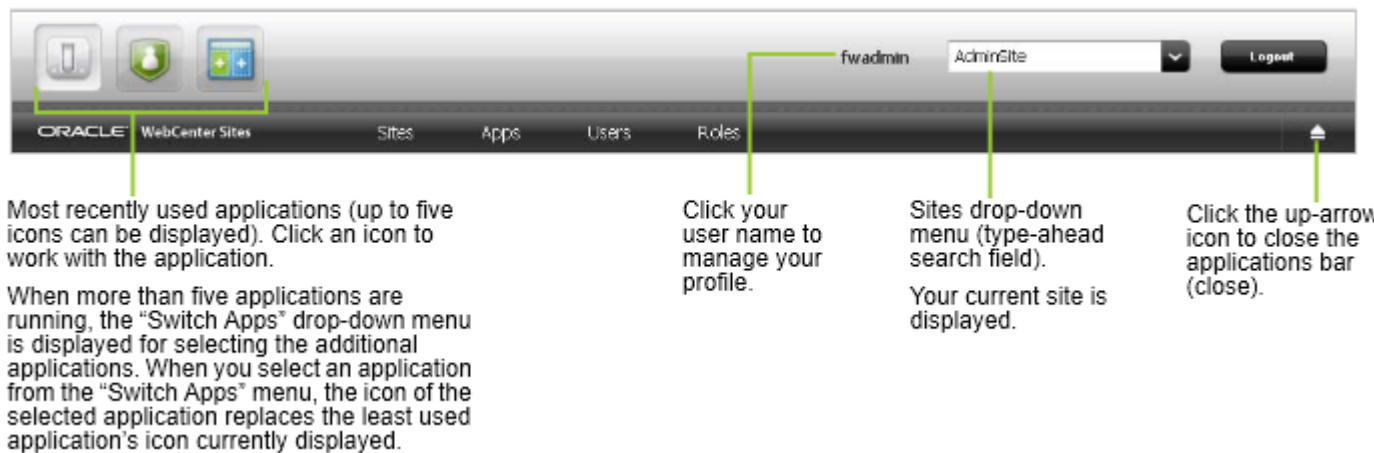 fwadmin
AdminSite
Logout
ORACLE WebCenter Sites
Sites
Apps
Users
Roles
Most recently used applications (up to five
icons can be displayed). Click an icon to
work with the application.
When more than five applications are
running, the “Switch Apps” drop-down menu
is displayed for selecting the additional
applications. When you select an application
from the “Switch Apps” menu, the icon of the
selected application replaces the least used
application’s icon currently displayed.
Click your
user name to
manage your
profile.
Sites drop-down
menu (type-ahead
search field).
Your current site is
displayed.
Click the up-arrow
icon to close the
applications bar
(close).